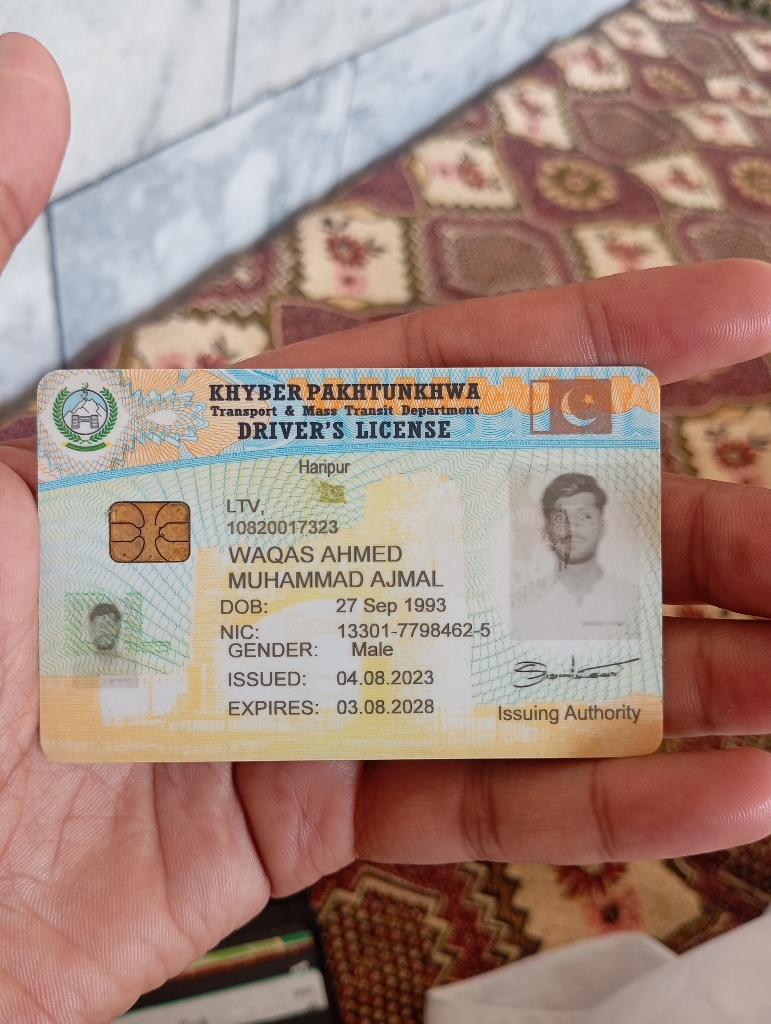 KHYBER PAKHTUNKHWA
Transport & Mass Transit Department
DRIVER'S LICENSE
Haripur
LTV,
10820017323
WAQAS AHMED
MUHAMMAD AJMAL
DOB: 27 Sep 1993
NIC: 13301-7798462-5
GENDER: Male
ISSUED: 04.08.2023
EXPIRES: 03.08.2028
Issuing Authority